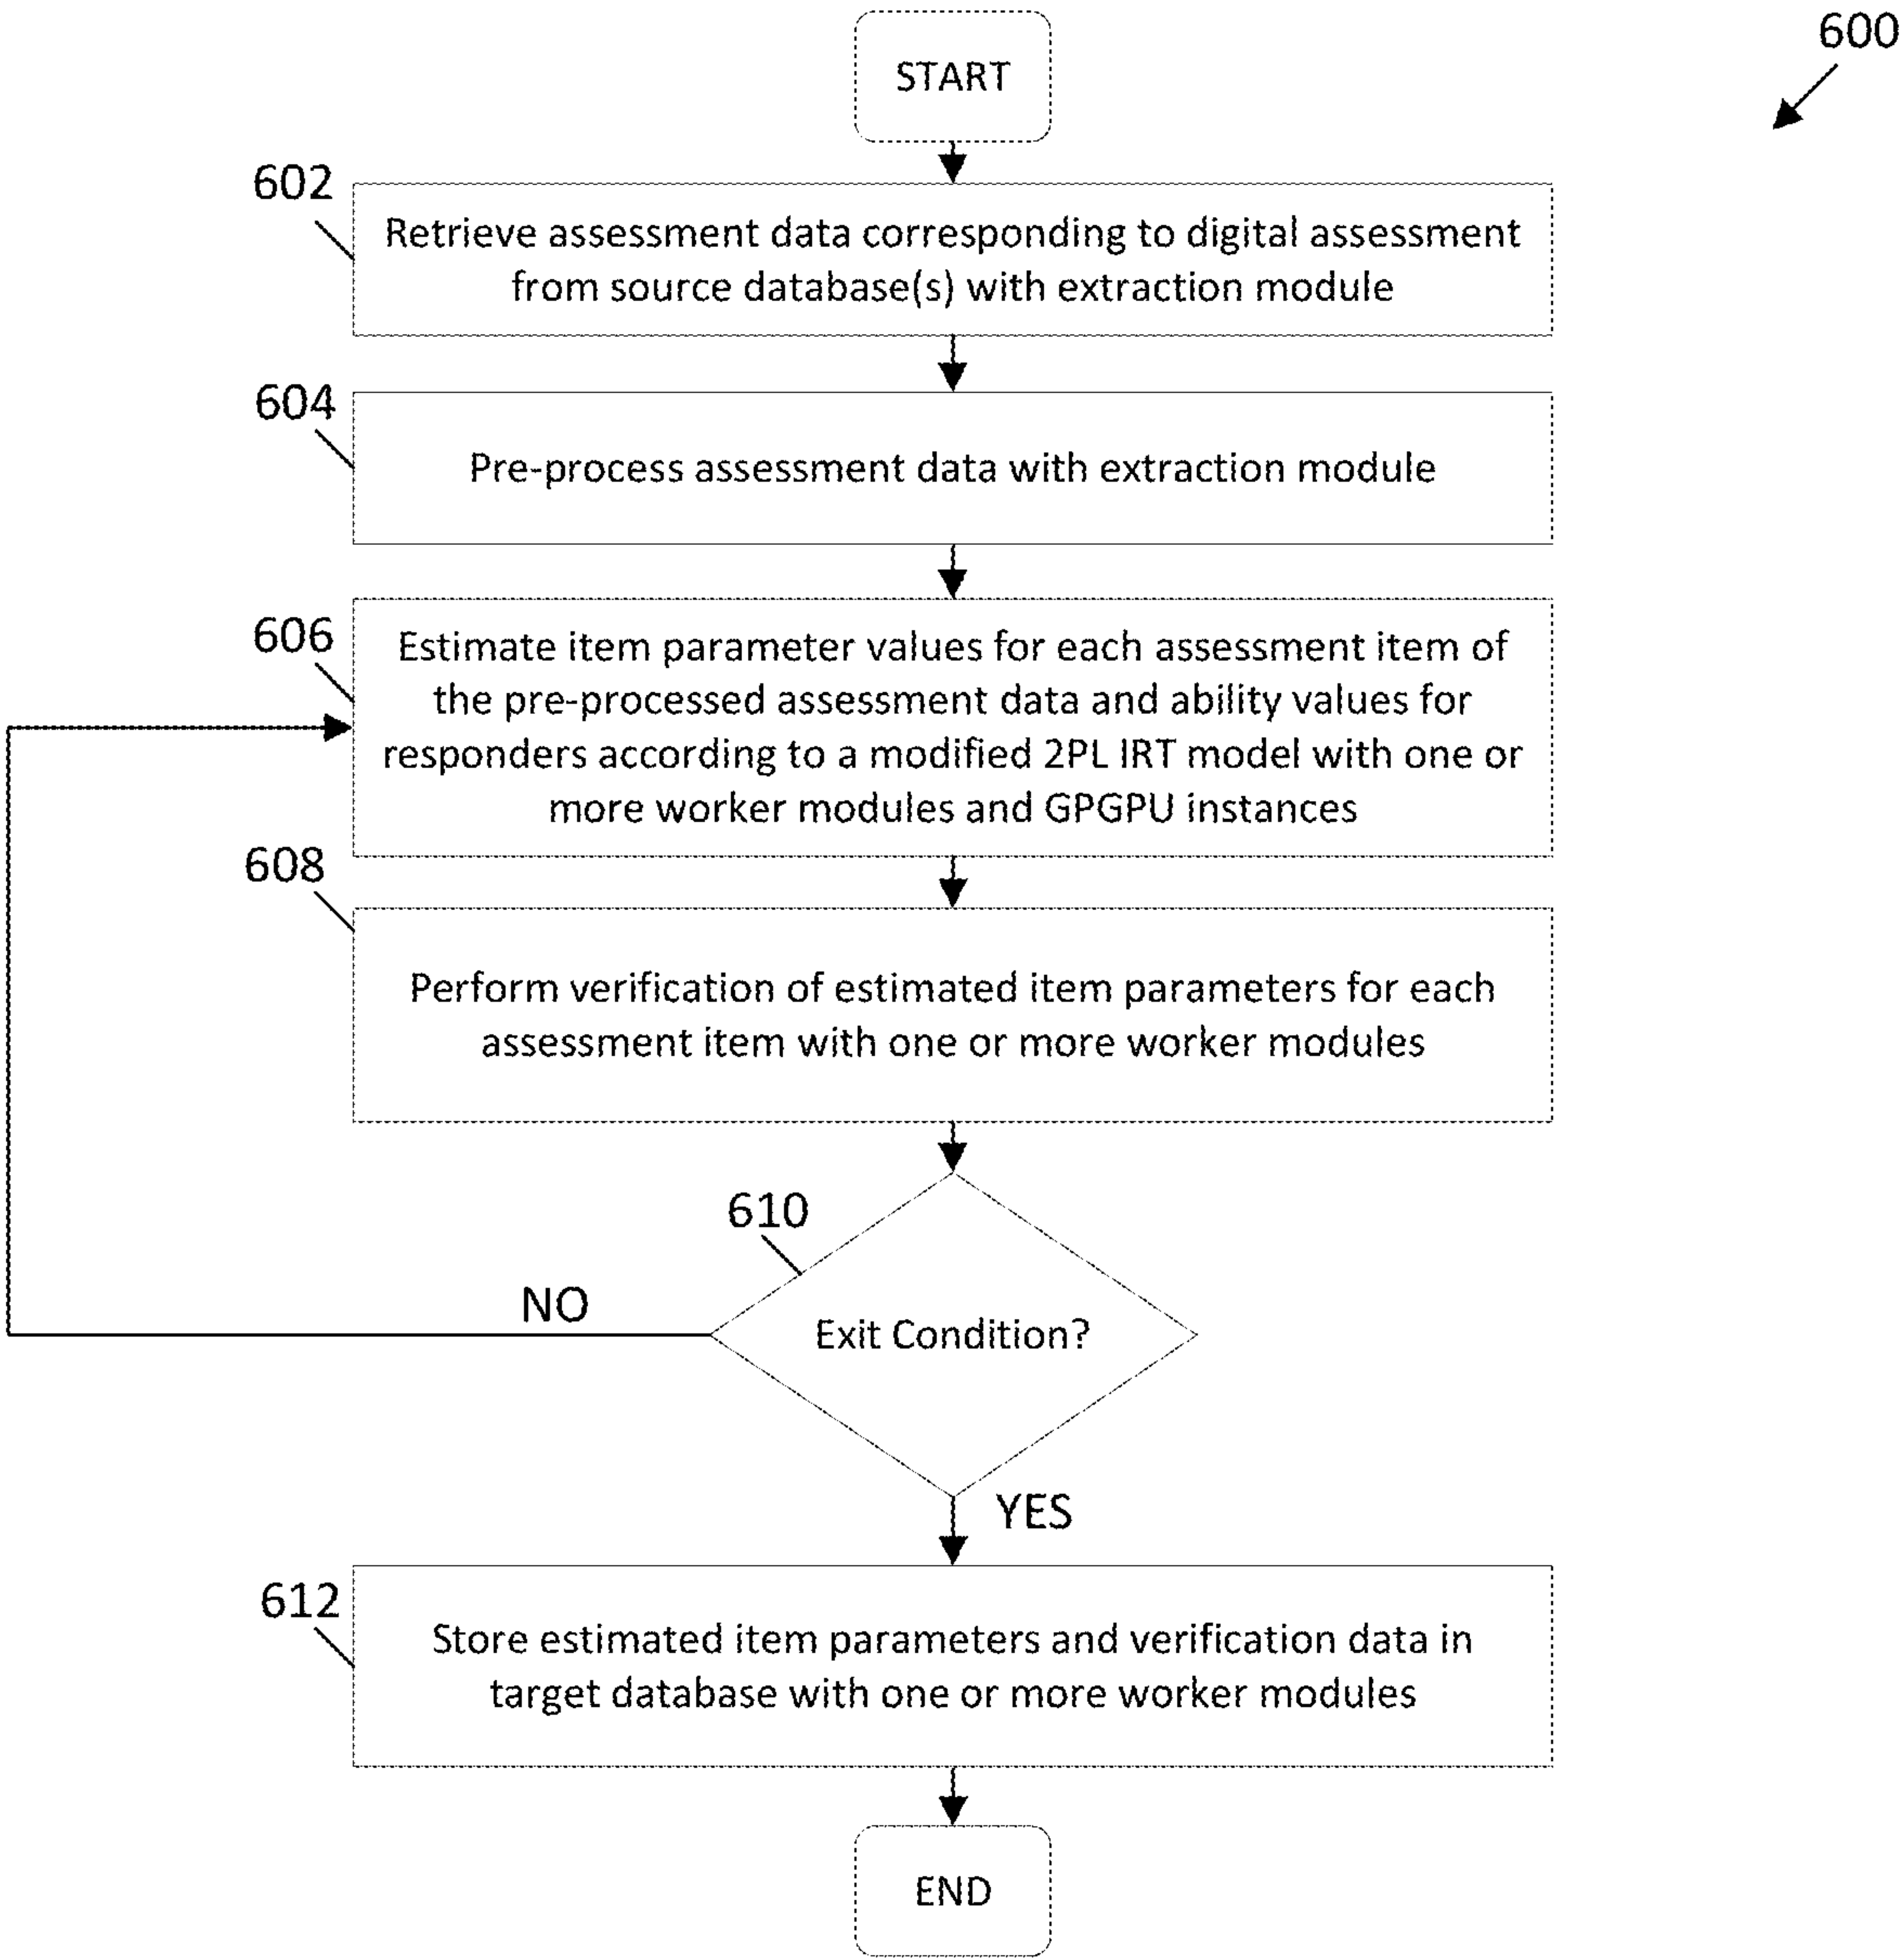 600
START
602
Retrieve assessment data corresponding to digital assessment
from source database(s) with extraction module
604
Pre-process assessment data with extraction module
606
Estimate item parameter values for each assessment item of
the pre-processed assessment data and ability values for
responders according to a modified 2PL IRT model with one or
more worker modules and GPGPU instances
608
Perform verification of estimated item parameters for each
assessment item with one or more worker modules
610
Exit Condition?
NO
YES
612
Store estimated item parameters and verification data in
target database with one or more worker modules
END